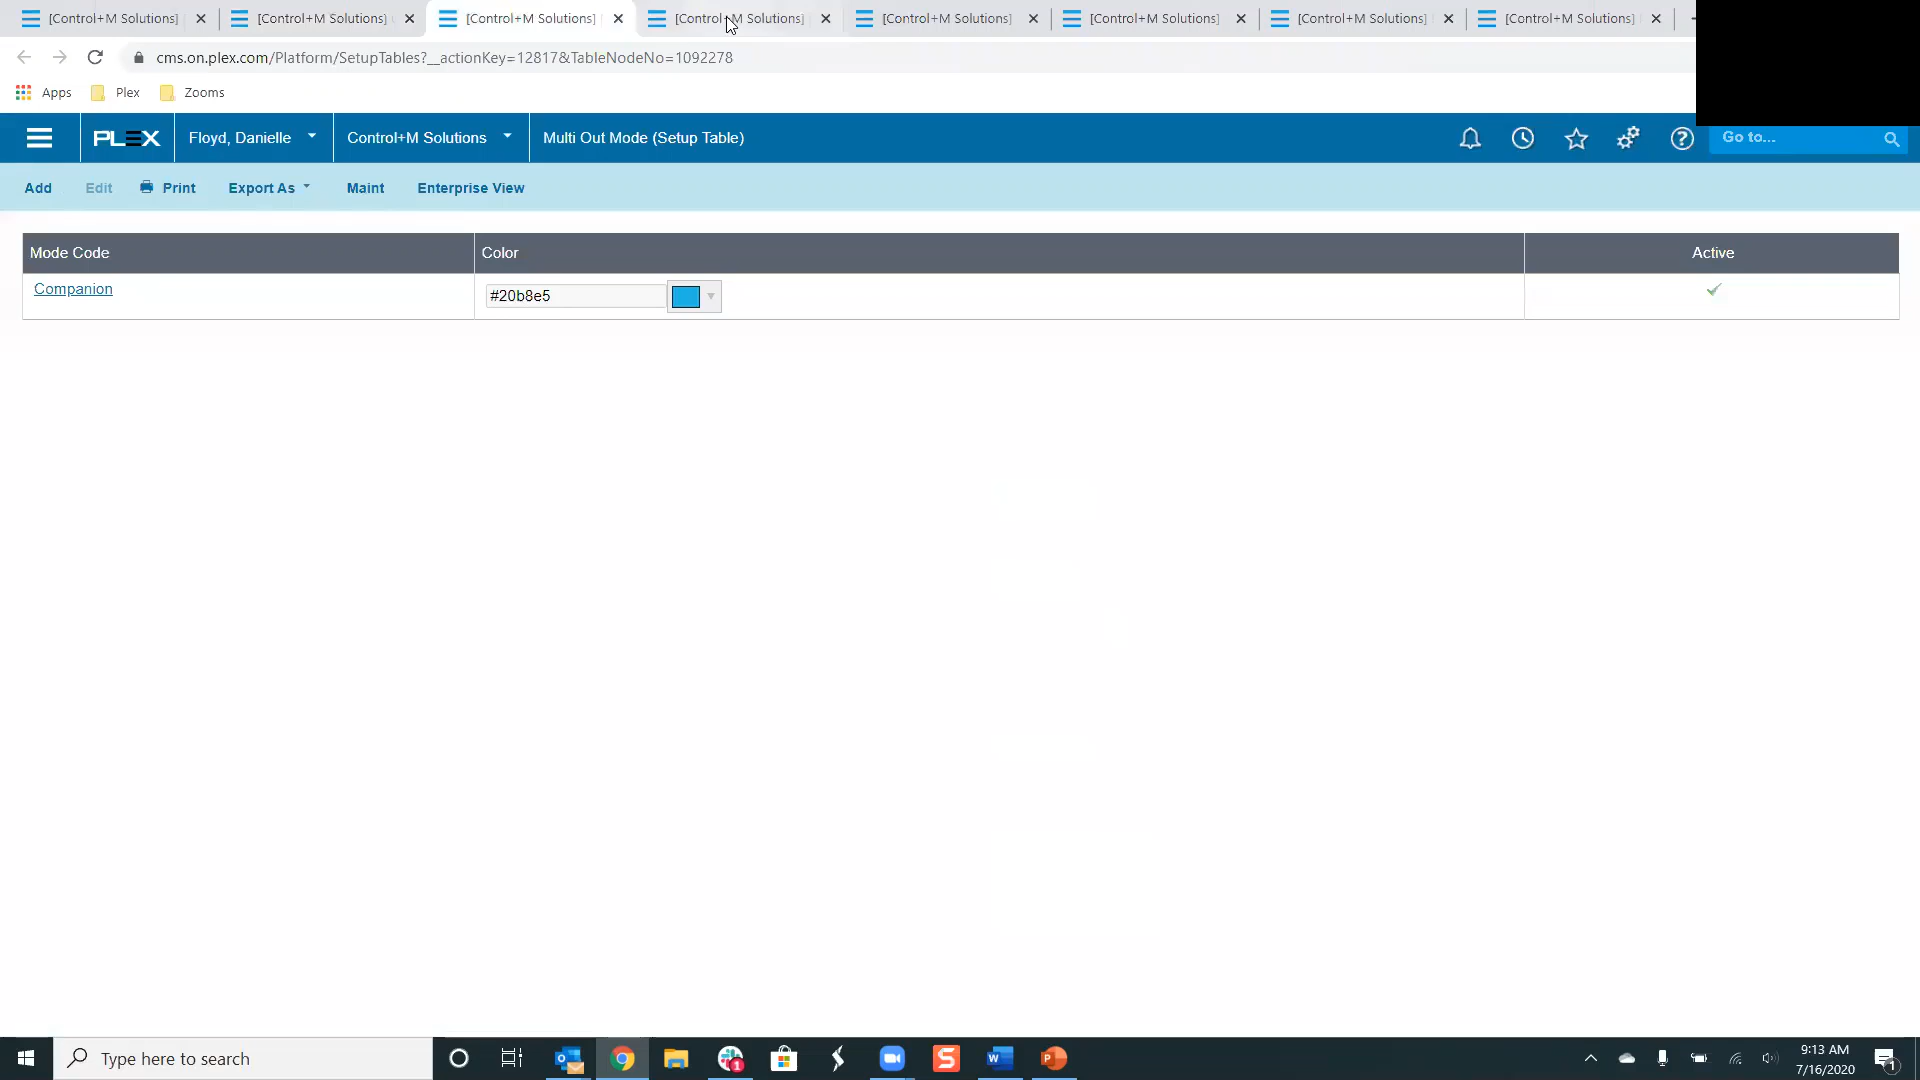 [Control+M Solutions] [Control+M Solutions] [Control+M Solutions] [Control+M Solutions] [Control+M Solutions] [Control+M Solutions] [Control+M Solutions] [Control+M Solutions]
cms.on.plex.com/Platform/SetupTables?__actionKey=12817&TableNodeNo=1092278
Apps Plex Zooms
PLEX Floyd, Danielle Control+M Solutions Multi Out Mode (Setup Table) Go to...
Add Edit Print Export As Maint Enterprise View
Mode Code Color Active
Companion #20b8e5
Type here to search
9:13 AM
7/16/2020
1
1